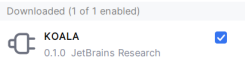 Downloaded (1 of 1 enabled)
KOALA
0.1.0 JetBrains Research